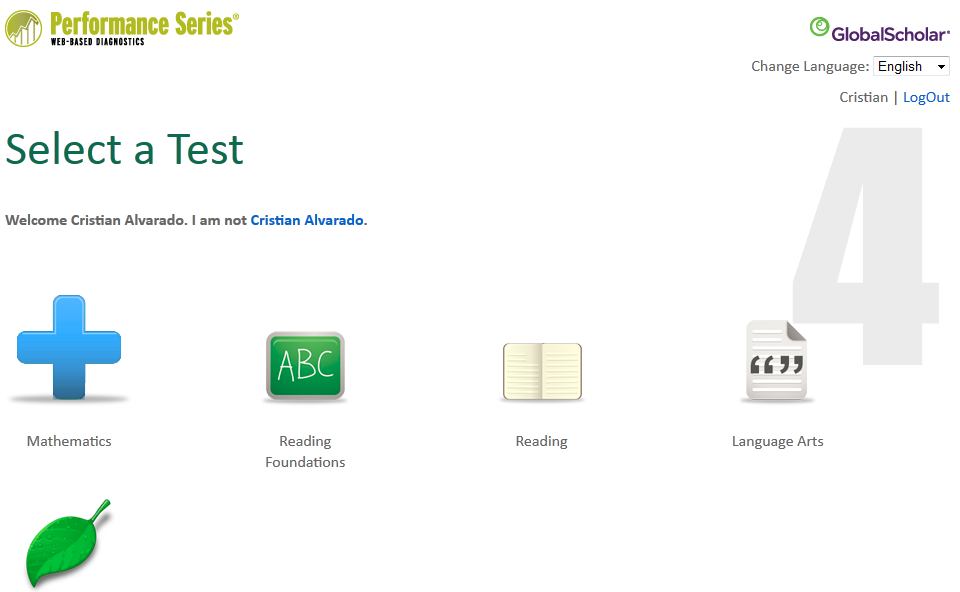 Performance Series®
WEB-BASED DIAGNOSTICS
GlobalScholar
Change Language: English
Cristian | LogOut
Select a Test
4
Welcome Cristian Alvarado. I am not Cristian Alvarado.
ABC
Mathematics
Reading
Foundations
Reading
Language Arts